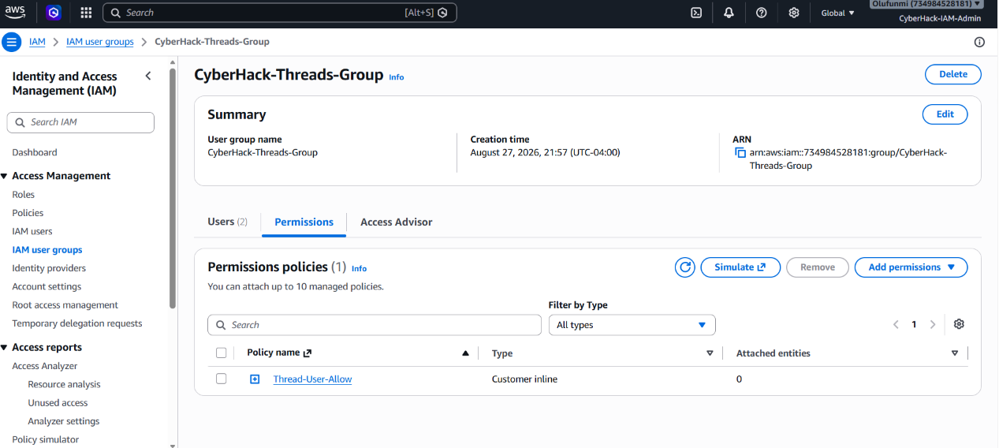 aws
Search
[Alt+S]
Global
Olufunmi (734984528181)
CyberHack-IAM-Admin
IAM
IAM user groups
CyberHack-Threads-Group
Identity and Access
Management (IAM)
Search IAM
Dashboard
Access Management
Roles
Policies
IAM users
IAM user groups
Identity providers
Account settings
Root access management
Temporary delegation requests
Access reports
Access Analyzer
Resource analysis
Unused access
Analyzer settings
Policy simulator
CyberHack-Threads-Group Info
Delete
Summary
Edit
User group name
CyberHack-Threads-Group
Creation time
August 27, 2026, 21:57 (UTC-04:00)
ARN
arn:aws:iam::734984528181:group/CyberHack-
Threads-Group
Users (2)
Permissions
Access Advisor
Permissions policies (1) Info
Simulate
Remove
Add permissions
You can attach up to 10 managed policies.
Filter by Type
Search
All types
1
Policy name
Type
Attached entities
Thread-User-Allow
Customer inline
0